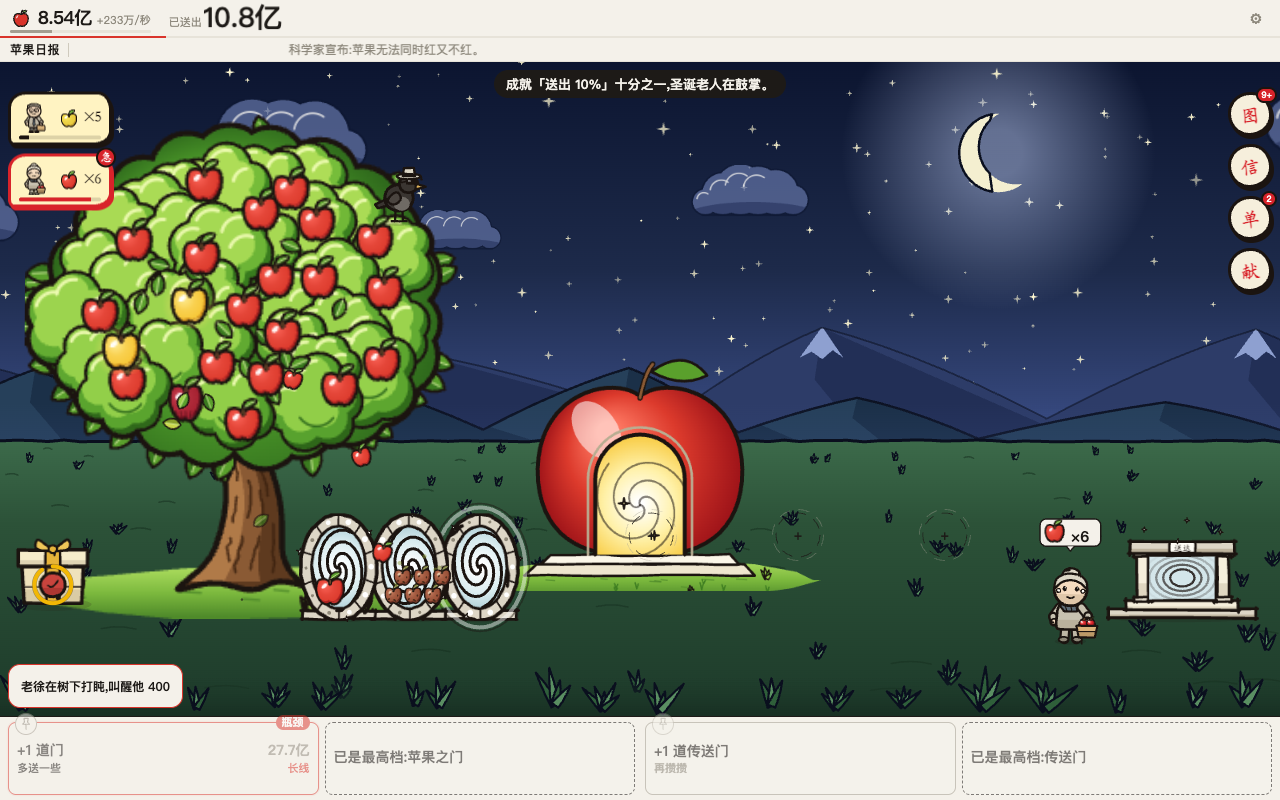 8.54亿 +233万/秒 已送出 10.8亿
苹果日报 科学家宣布:苹果无法同时红又不红。
成就「送出 10%」十分之一,圣诞老人在鼓掌。
×5
急
×6
9+
图
信
2
单
献
×6
老徐在树下打盹,叫醒他 400
瓶颈
+1 道门 27.7亿
多送一些 长线
已是最高档:苹果之门
+1 道传送门
再攒攒
已是最高档:传送门